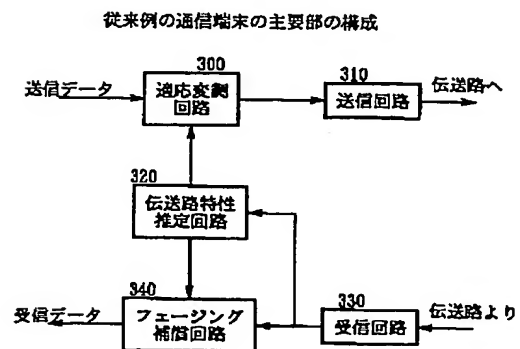 従来例の通信端末の主要部の構成
300
310
送信データ
適応変調
回路
送信回路
伝送路へ
320
伝送路特性
推定回路
340
330
受信データ
フェージング
補償回路
受信回路
伝送路より